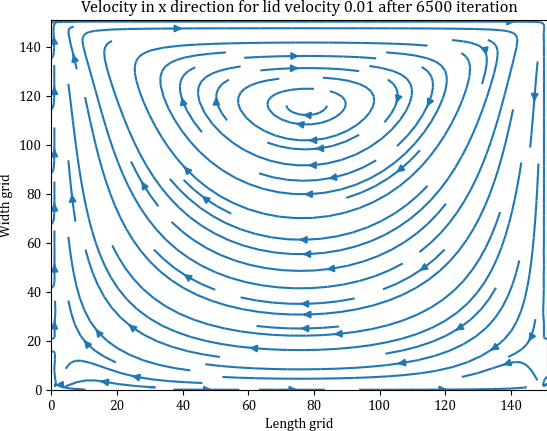 Velocity in x direction for lid velocity 0.01 after 6500 iteration
140
120
100
80
60
40
20
0
Width grid
0 20 40 60 80 100 120 140
Length grid